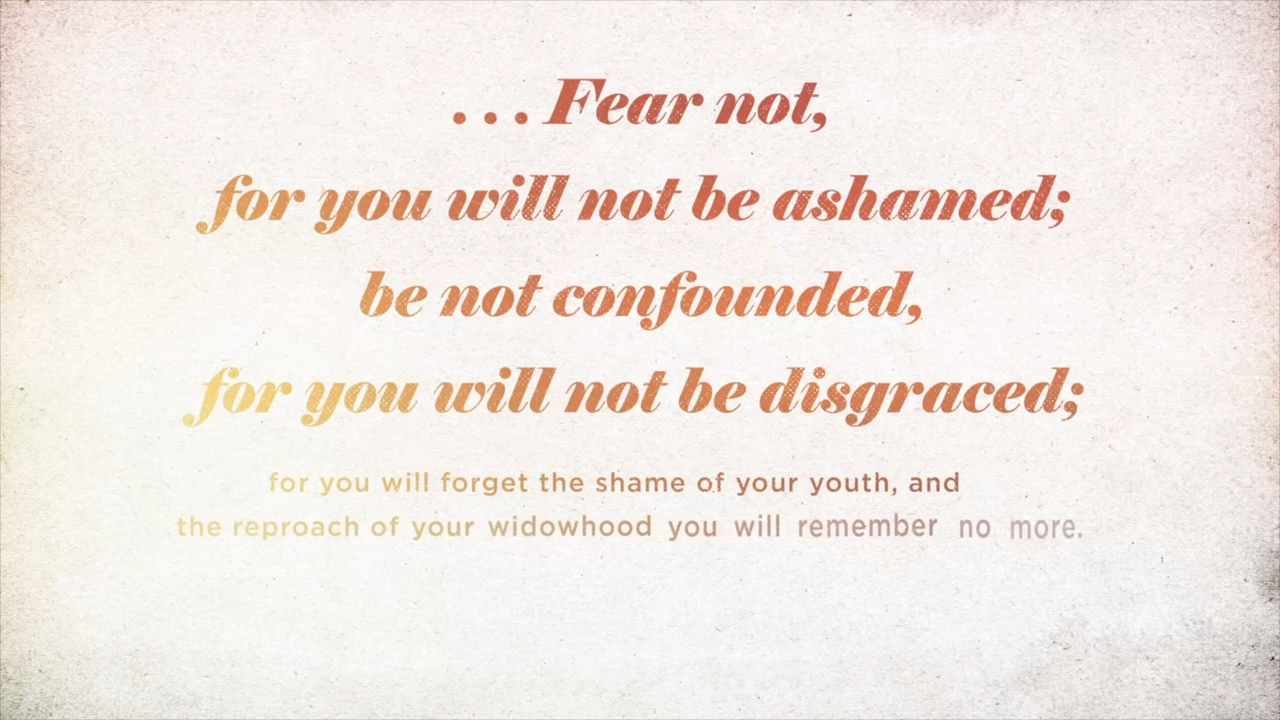 . . . Fear not,
for you will not be ashamed;
be not confounded,
for you will not be disgraced;
for you will forget the shame of your youth, and
the reproach of your widowhood you will remember no more.